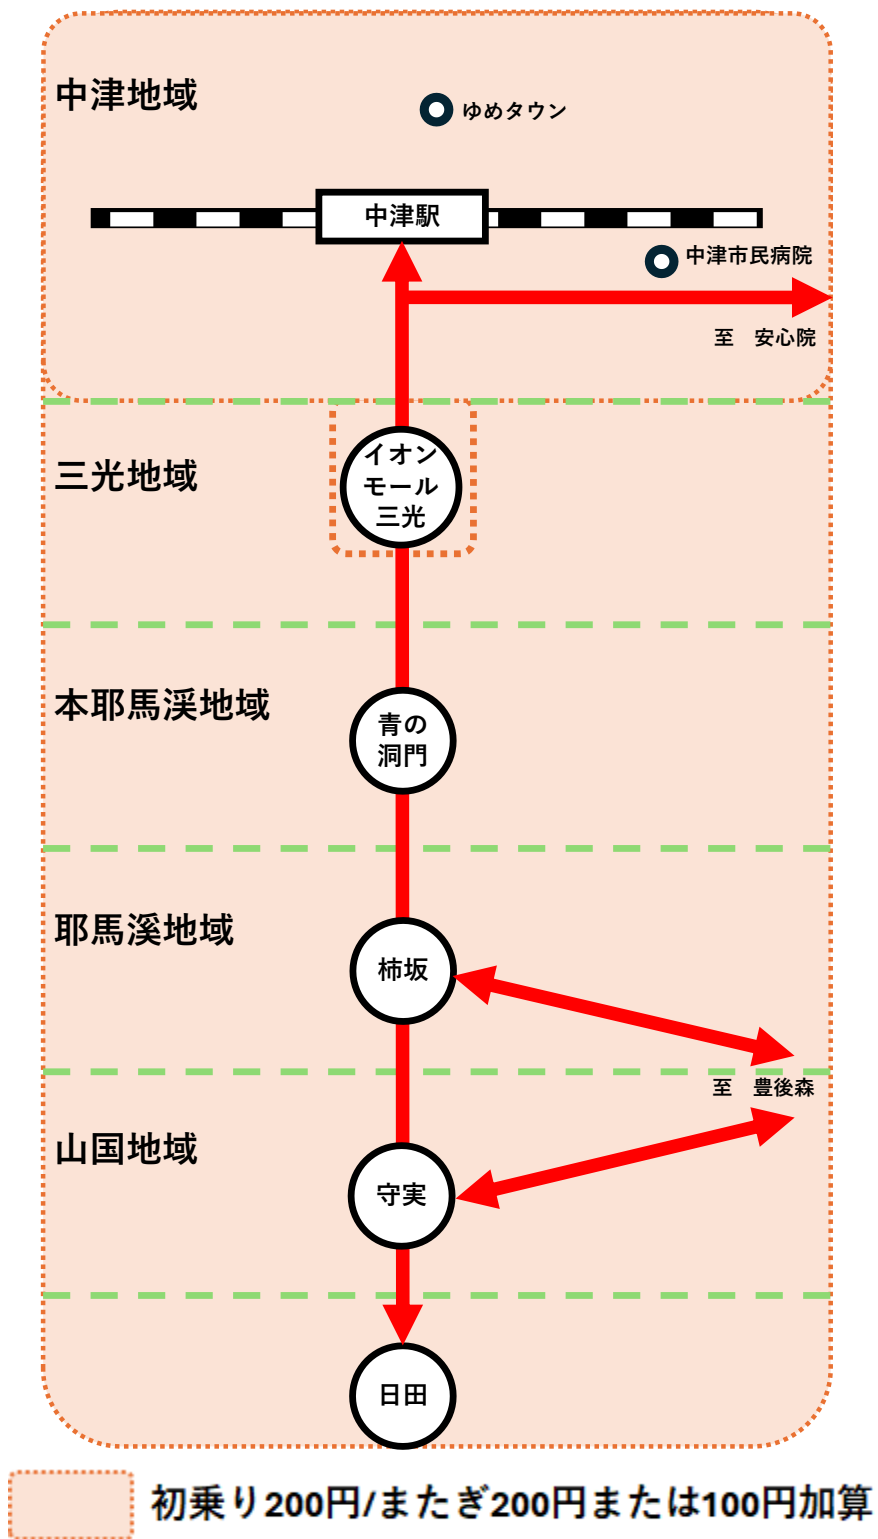 中津地域
ゆめタウン
中津駅
中津市民病院
至　安心院
三光地域
イオン
モール
三光
本耶馬渓地域
青の
洞門
耶馬溪地域
柿坂
至　豊後森
山国地域
守実
日田
初乗り200円/またぎ200円または100円加算